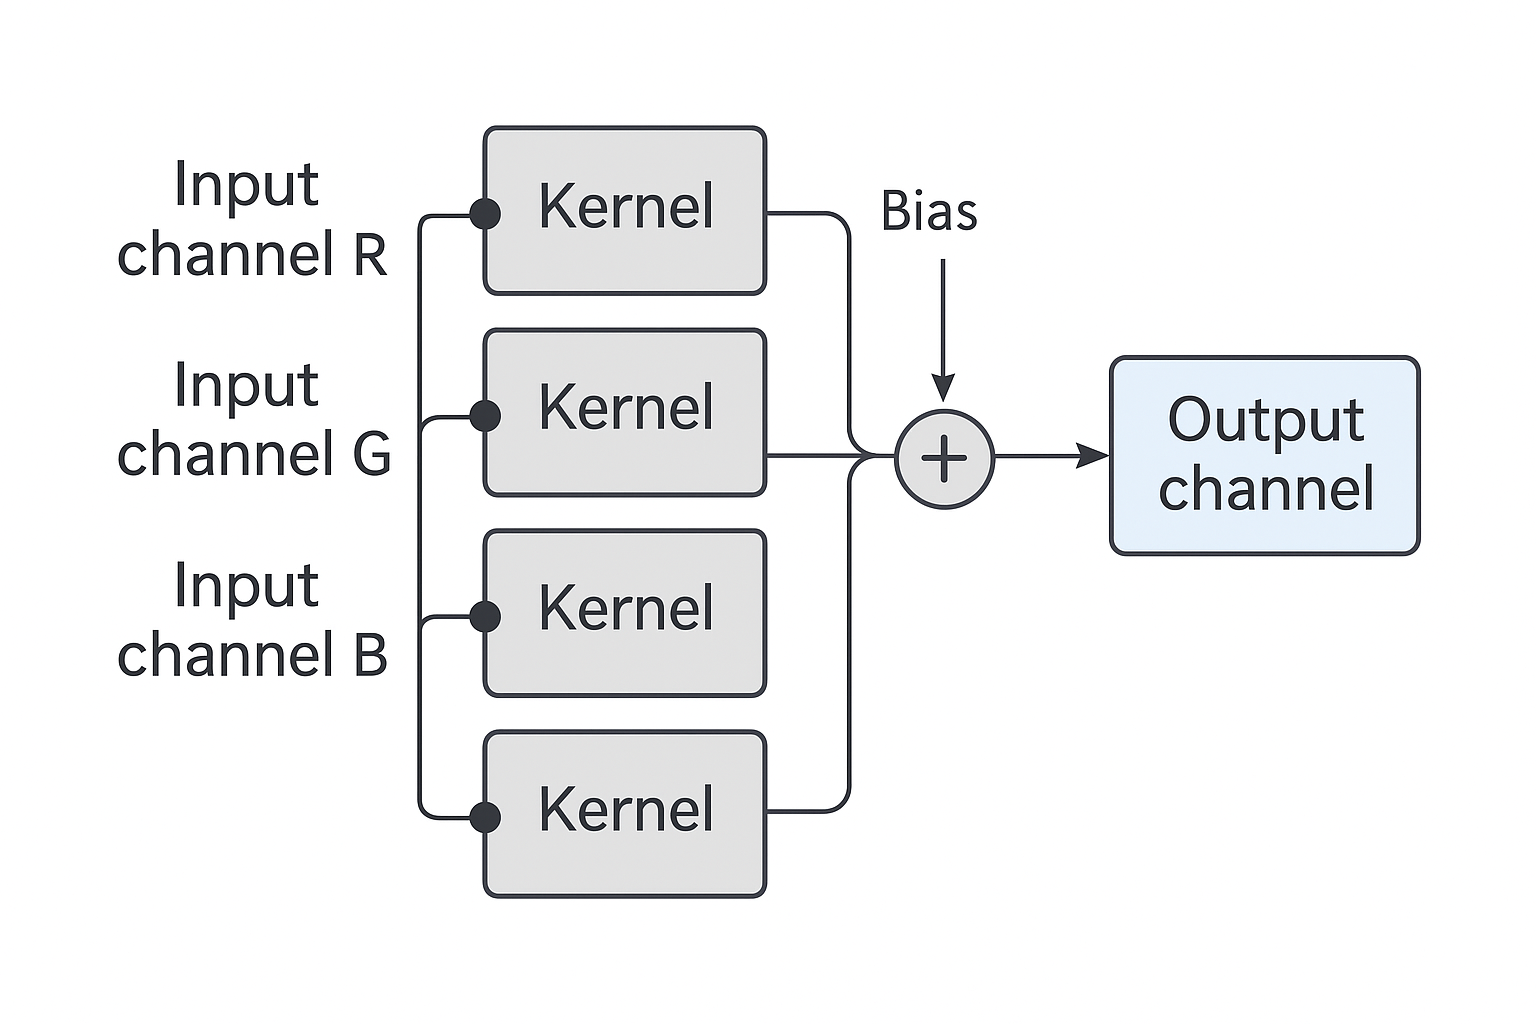 Input
channel R
Kernel
Bias
Input
channel G
Kernel
+
Output
channel
Input
channel B
Kernel
Kernel